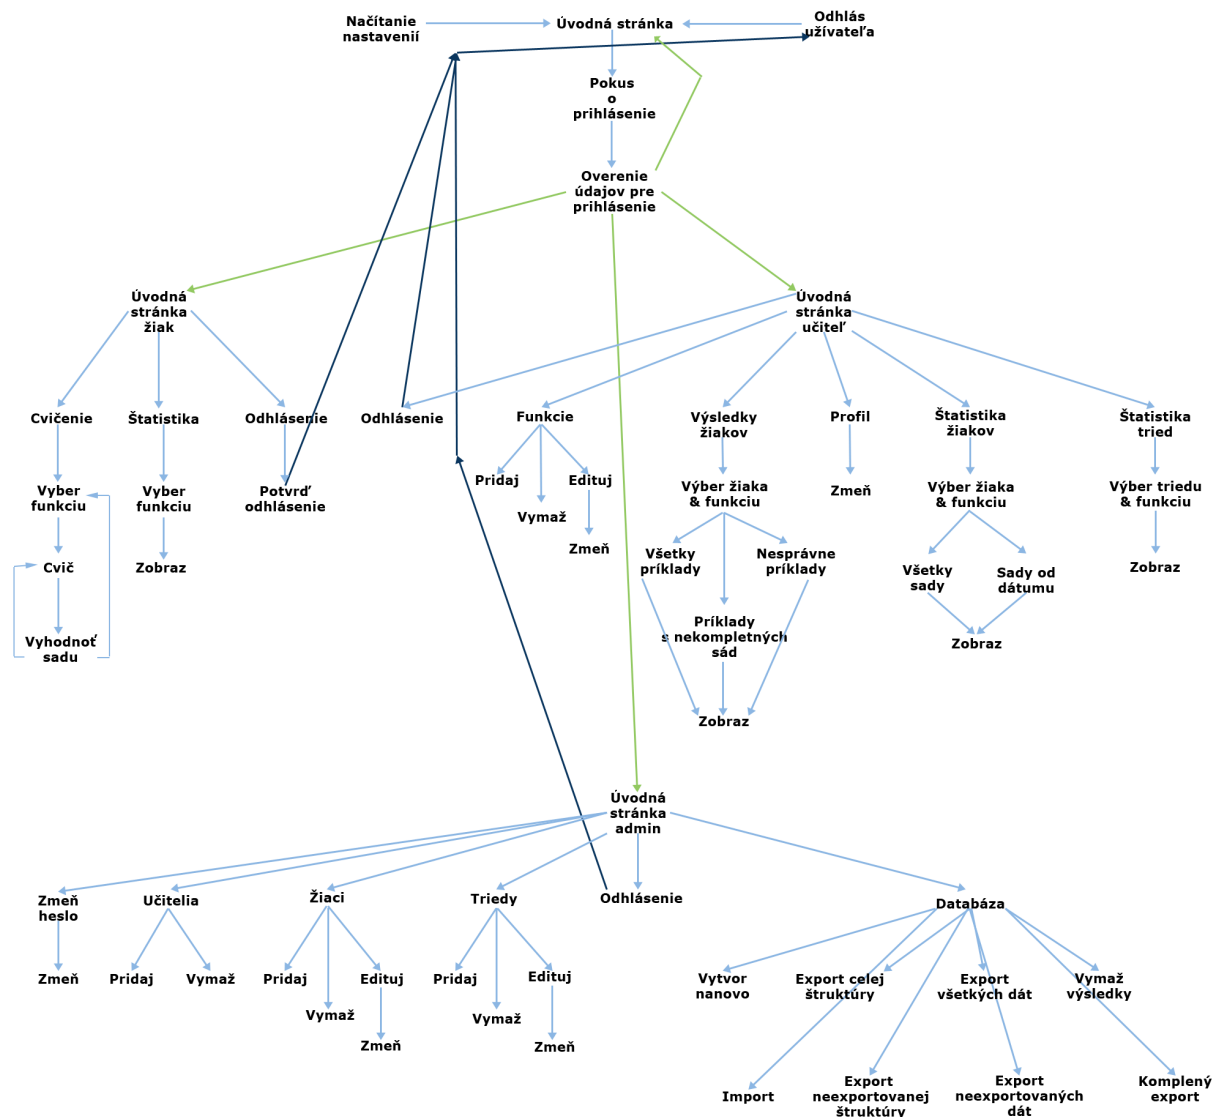 Načítanie
nastavenií
Úvodná stránka
Odhlás
užívateľa
Pokus
o
prihlásenie
Overenie
údajov pre
prihlásenie
Úvodná
stránka
žiak
Úvodná
stránka
učiteľ
Cvičenie
Štatistika
Odhlásenie
Odhlásenie
Funkcie
Výsledky
žiakov
Profil
Štatistika
žiakov
Štatistika
tried
Vyber
funkciu
Vyber
funkciu
Potvrď
odhlásenie
Pridaj
Vymaž
Edituj
Zmeň
Výber žiaka
& funkciu
Zmeň
Výber žiaka
& funkciu
Výber triedu
& funkciu
Cvič
Zobraz
Všetky
príklady
Nesprávne
príklady
Všetky
sady
Sady od
dátumu
Zobraz
Vyhodnoť
sadu
Príklady
s nekompletných
sád
Zobraz
Zobraz
Úvodná
stránka
admin
Zmeň
heslo
Učitelia
Žiaci
Triedy
Odhlásenie
Databáza
Zmeň
Pridaj
Vymaž
Pridaj
Vymaž
Edituj
Zmeň
Pridaj
Vymaž
Edituj
Zmeň
Vytvor
nanovo
Export celej
štruktúry
Export
všetkých dát
Vymaž
výsledky
Import
Export
neexportovanej
štruktúry
Export
neexportovaných
dát
Komplený
export